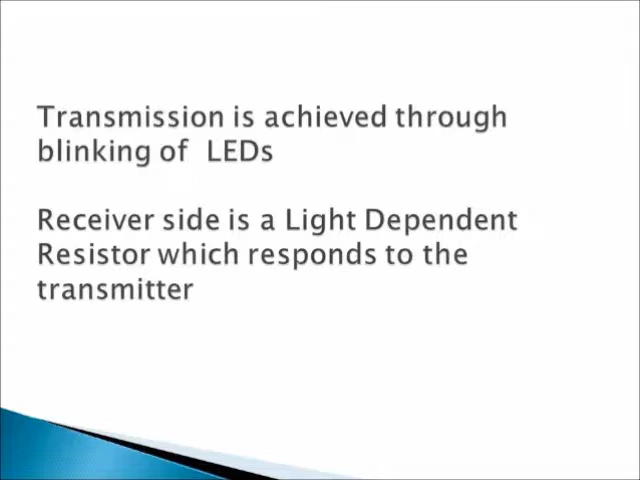 Transmission is achieved through
blinking of  LEDs
Receiver side is a Light Dependent
Resistor which responds to the
transmitter